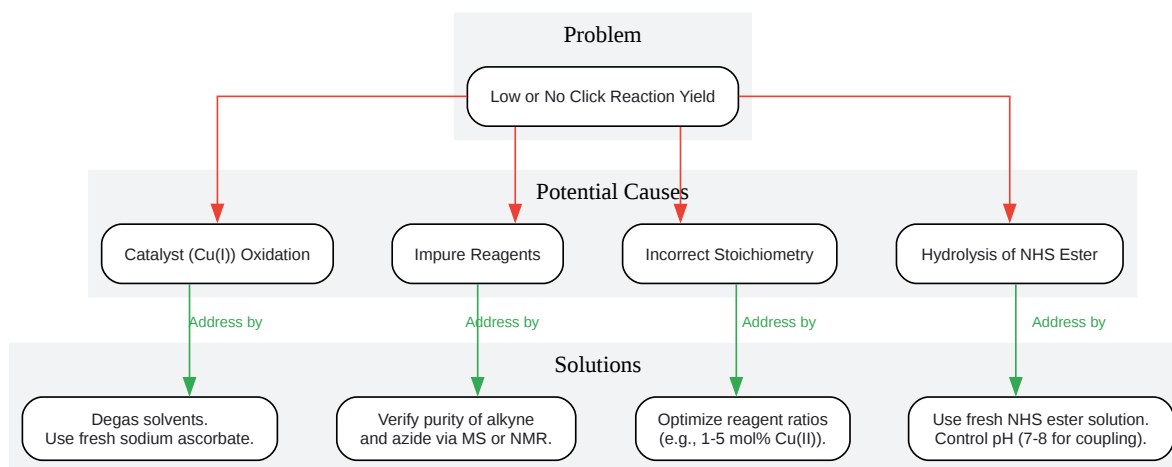 Problem
Low or No Click Reaction Yield
Potential Causes
Catalyst (Cu(I)) Oxidation
Impure Reagents
Incorrect Stoichiometry
Hydrolysis of NHS Ester
Address by
Address by
Address by
Address by
Solutions
Degas solvents.
Use fresh sodium ascorbate.
Verify purity of alkyne
and azide via MS or NMR.
Optimize reagent ratios
(e.g., 1-5 mol% Cu(II)).
Use fresh NHS ester solution.
Control pH (7-8 for coupling).